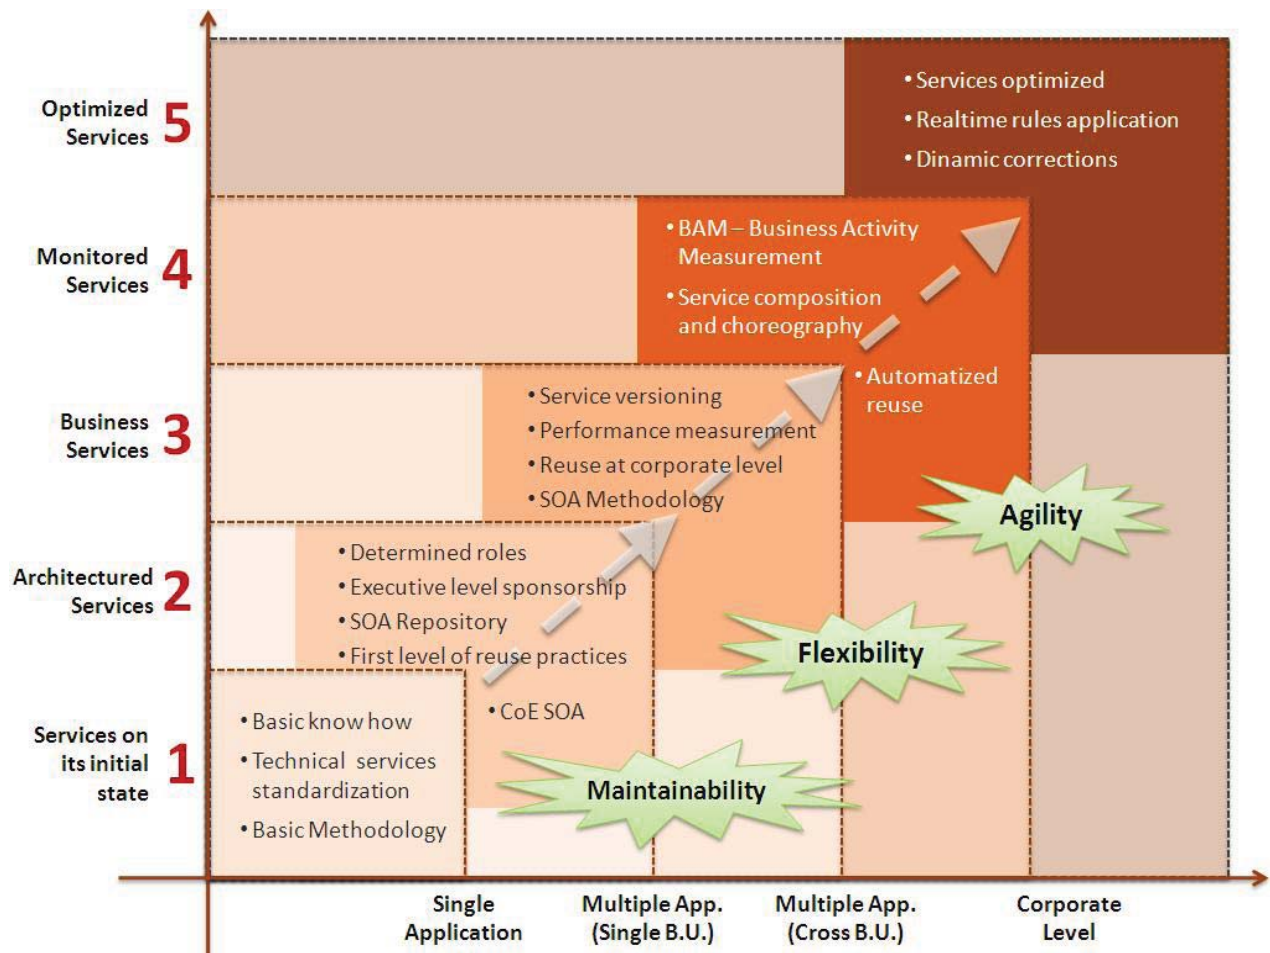 Optimized
Services
5
• Services optimized
• Realtime rules application
• Dinamic corrections
Monitored
Services
4
• BAM – Business Activity
Measurement
• Service composition
and choreography
• Automatized
reuse
Business
Services
3
• Service versioning
• Performance measurement
• Reuse at corporate level
• SOA Methodology
Agility
Architectured
Services
2
• Determined roles
• Executive level sponsorship
• SOA Repository
• First level of reuse practices
• CoE SOA
Flexibility
Services on
its initial
state
1
• Basic know how
• Technical services
standardization
• Basic Methodology
Maintainability
Single
Application
Multiple App.
(Single B.U.)
Multiple App.
(Cross B.U.)
Corporate
Level